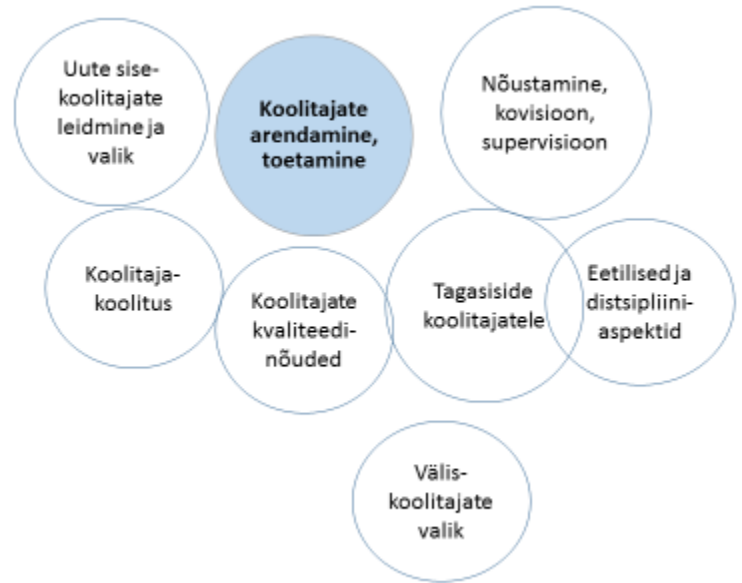 Uute sise-
koolitajate
leidmine ja
valik
Koolitajate
arendamine,
toetamine
Nõustamine,
kovisioon,
supervisioon
Koolitaja-
koolitus
Koolitajate
kvaliteedi-
nõuded
Tagasiside
koolitajatele
Eetilised ja
distsipliini-
aspektid
Välis-
koolitajate
valik